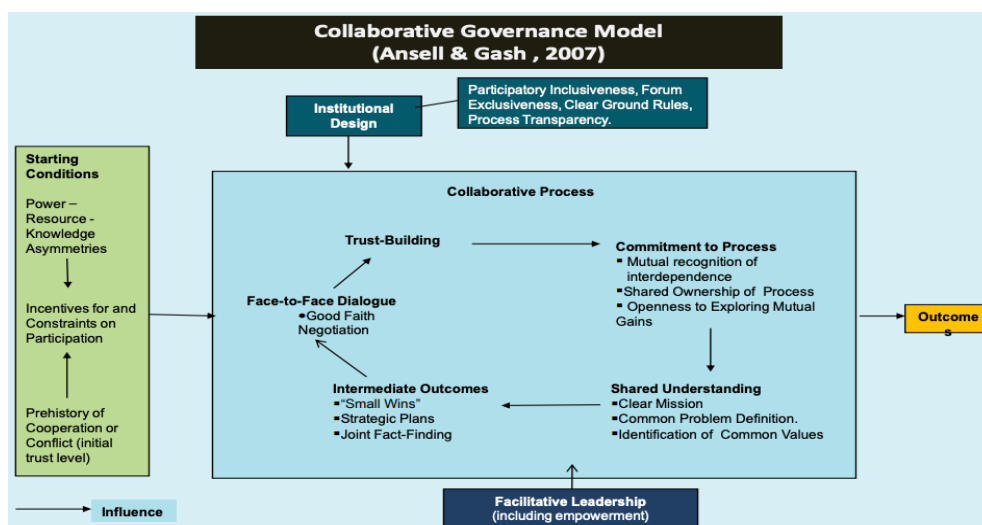 Collaborative Governance Model
(Ansell & Gash , 2007)
Institutional
Design
Participatory Inclusiveness, Forum
Exclusiveness, Clear Ground Rules,
Process Transparency.
Starting
Conditions
Power –
Resource -
Knowledge
Asymmetries
Incentives for and
Constraints on
Participation
Prehistory of
Cooperation or
Conflict (initial
trust level)
Collaborative Process
Trust-Building
Commitment to Process
▪ Mutual recognition of
interdependence
▪Shared Ownership of Process
▪ Openness to Exploring Mutual
Gains
Face-to-Face Dialogue
•Good Faith
Negotiation
Intermediate Outcomes
▪“Small Wins”
▪Strategic Plans
▪Joint Fact-Finding
Shared Understanding
▪Clear Mission
▪Common Problem Definition.
▪Identification of Common Values
Outcome
s
Facilitative Leadership
(including empowerment)
Influence